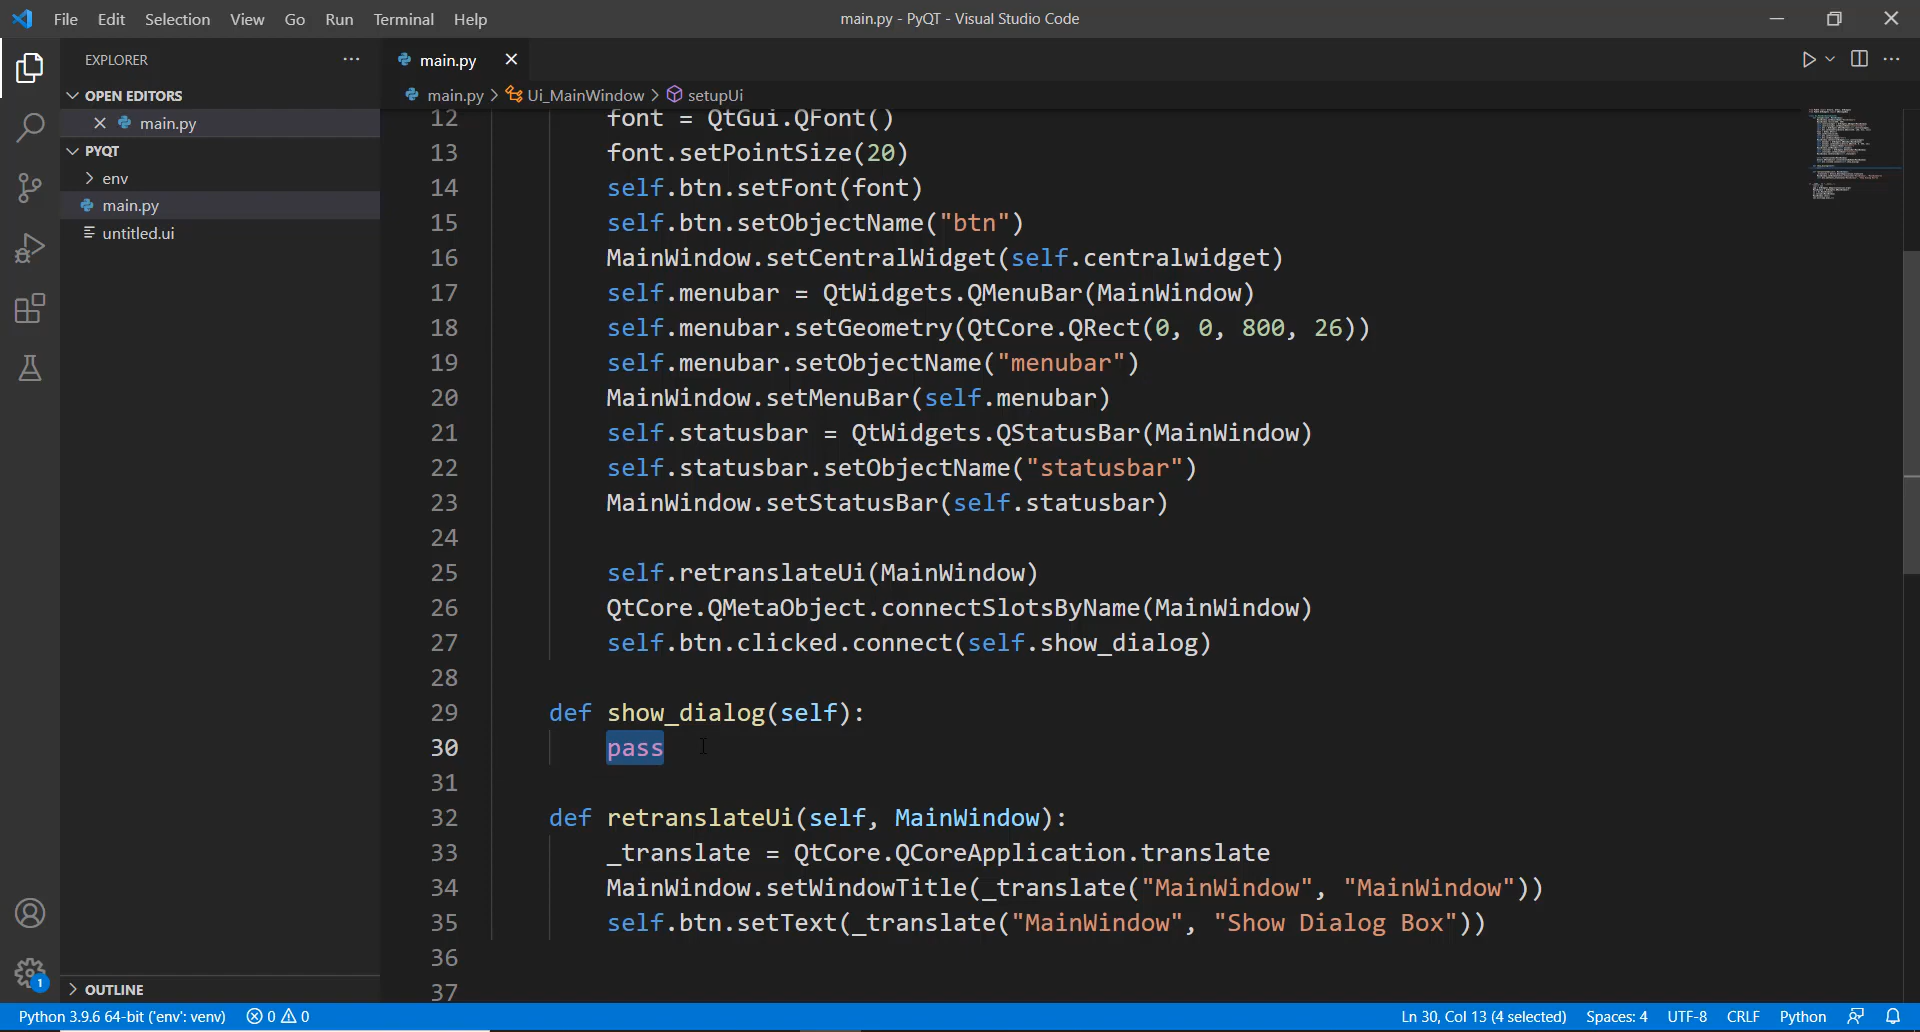 File Edit Selection View Go Run Terminal Help
main.py - PyQT - Visual Studio Code
EXPLORER
OPEN EDITORS
main.py
PYQT
env
main.py
untitled.ui
OUTLINE
main.py
main.py > Ui_MainWindow > setupUi
12 font = QtGui.QFont()
13 font.setPointSize(20)
14 self.btn.setFont(font)
15 self.btn.setObjectName("btn")
16 MainWindow.setCentralWidget(self.centralwidget)
17 self.menubar = QtWidgets.QMenuBar(MainWindow)
18 self.menubar.setGeometry(QtCore.QRect(0, 0, 800, 26))
19 self.menubar.setObjectName("menubar")
20 MainWindow.setMenuBar(self.menubar)
21 self.statusbar = QtWidgets.QStatusBar(MainWindow)
22 self.statusbar.setObjectName("statusbar")
23 MainWindow.setStatusBar(self.statusbar)
24
25 self.retranslateUi(MainWindow)
26 QtCore.QMetaObject.connectSlotsByName(MainWindow)
27 self.btn.clicked.connect(self.show_dialog)
28
29 def show_dialog(self):
30 pass
31
32 def retranslateUi(self, MainWindow):
33 _translate = QtCore.QCoreApplication.translate
34 MainWindow.setWindowTitle(_translate("MainWindow", "MainWindow"))
35 self.btn.setText(_translate("MainWindow", "Show Dialog Box"))
36
37
1
Python 3.9.6 64-bit ('env': venv) 0 0 Ln 30, Col 13 (4 selected) Spaces: 4 UTF-8 CRLF Python